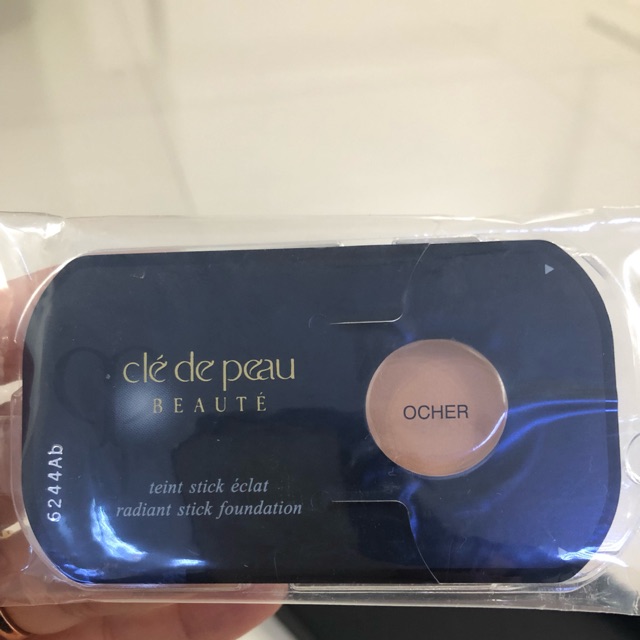 clé de peau
BEAUTÉ
OCHER
teint stick éclat
radiant stick foundation
6244Ab